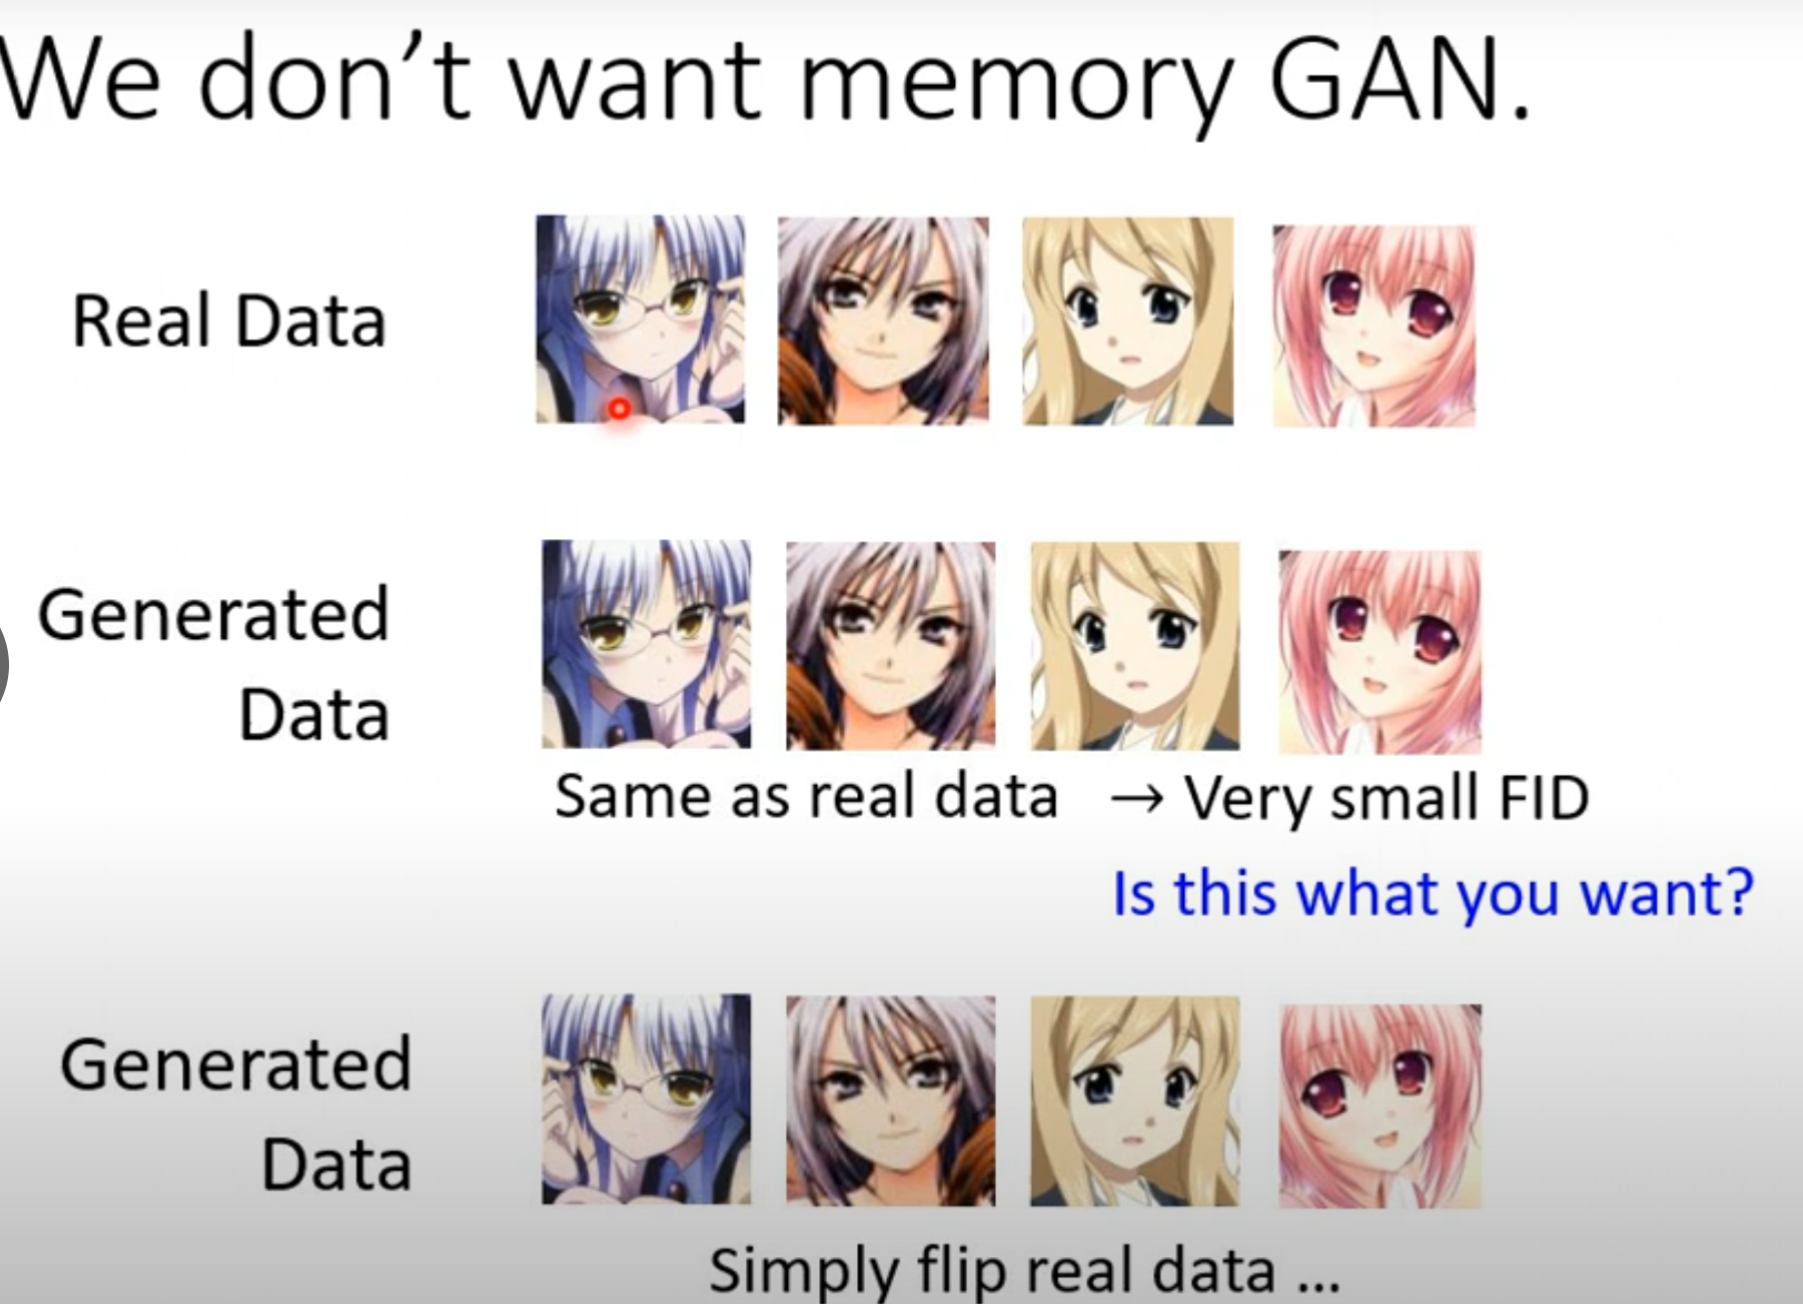 We don’t want memory GAN.
Real Data
Generated
Data
Same as real data → Very small FID
Is this what you want?
Generated
Data
Simply flip real data ...